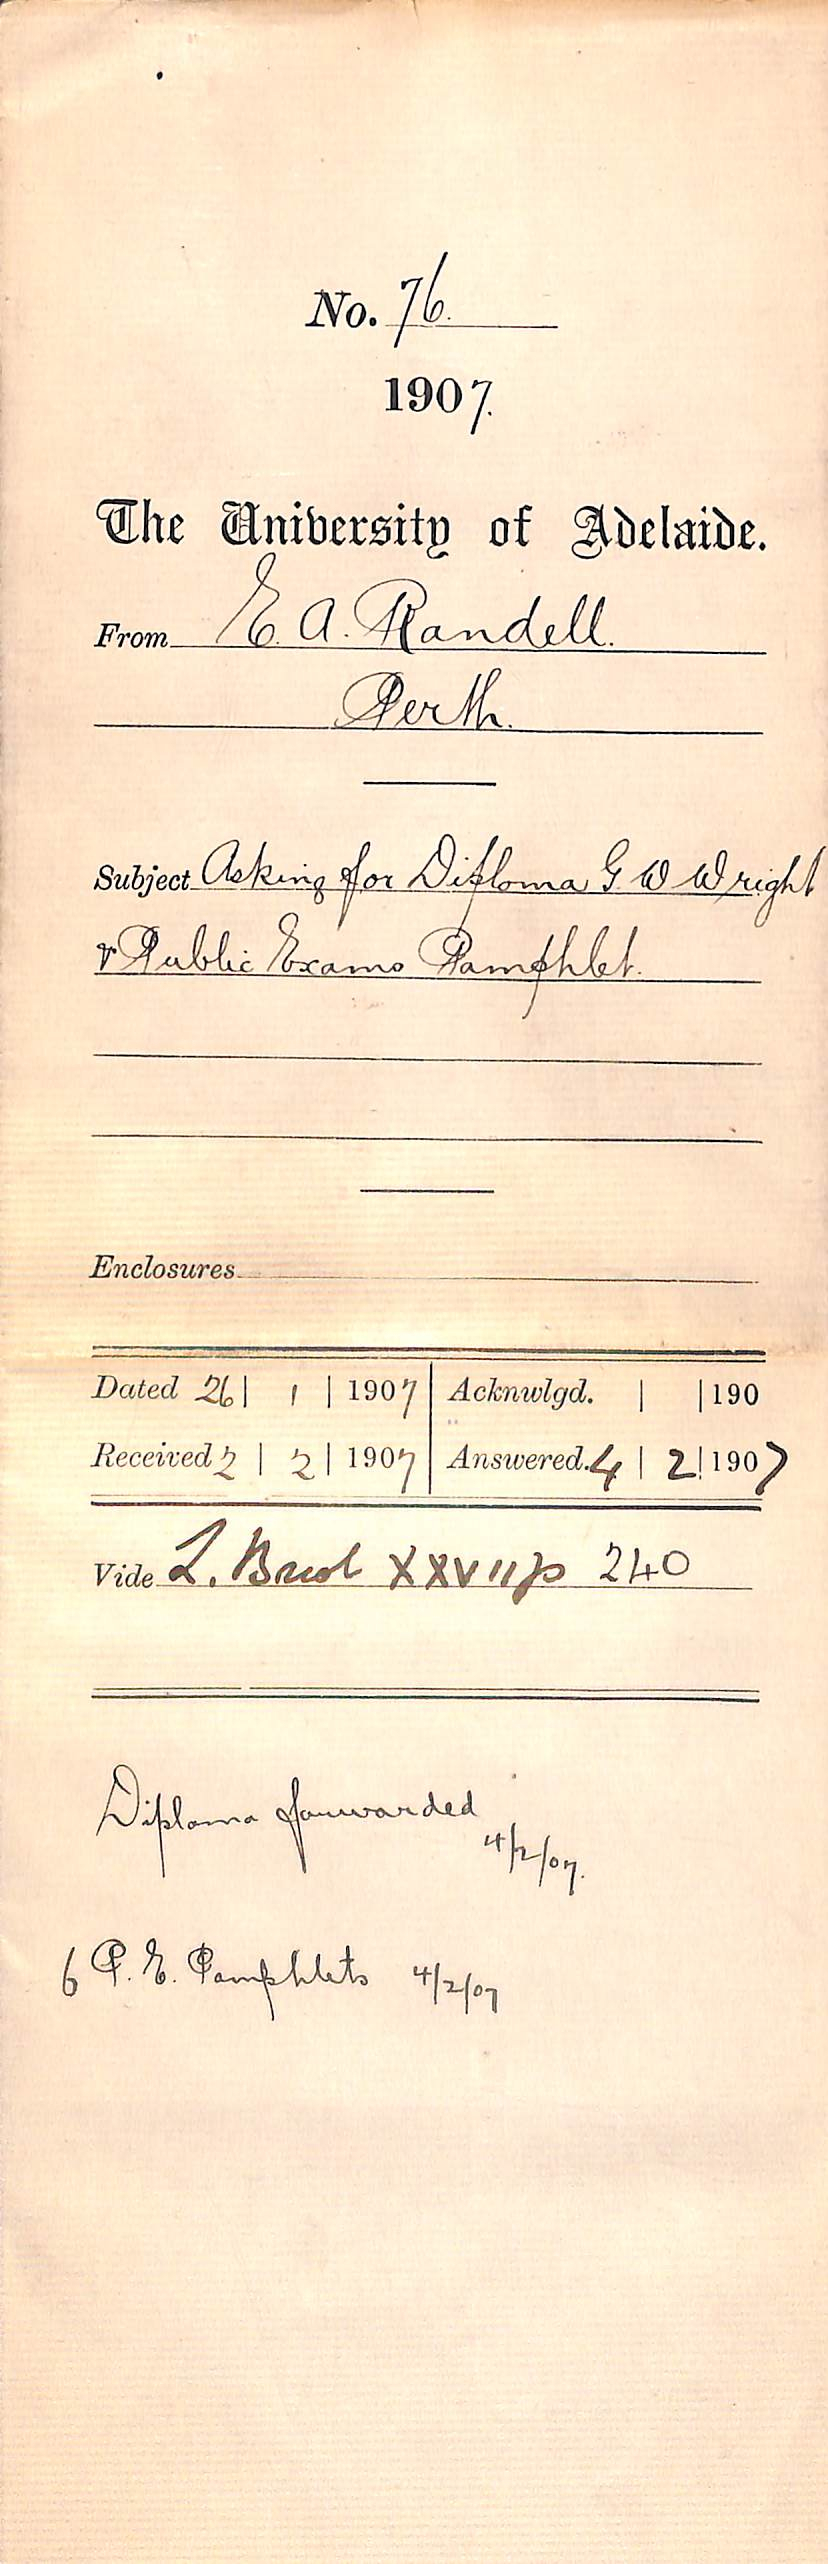 No. 76.
1907.
The University of Adelaide.
From E. A. Randell.
Perth.
Subject Asking for Diploma G W Wright
& Public Exams Pamphlet.
Enclosures
Dated 26 | 1 | 1907 | Acknwlgd. | | 190
Received 2 | 2 | 1907 | Answered. 4 | 2 | 1907
Vide L. XXVII p 240
Diploma forwarded
4/2/07.
6 P. E. Pamphlets 4/2/07